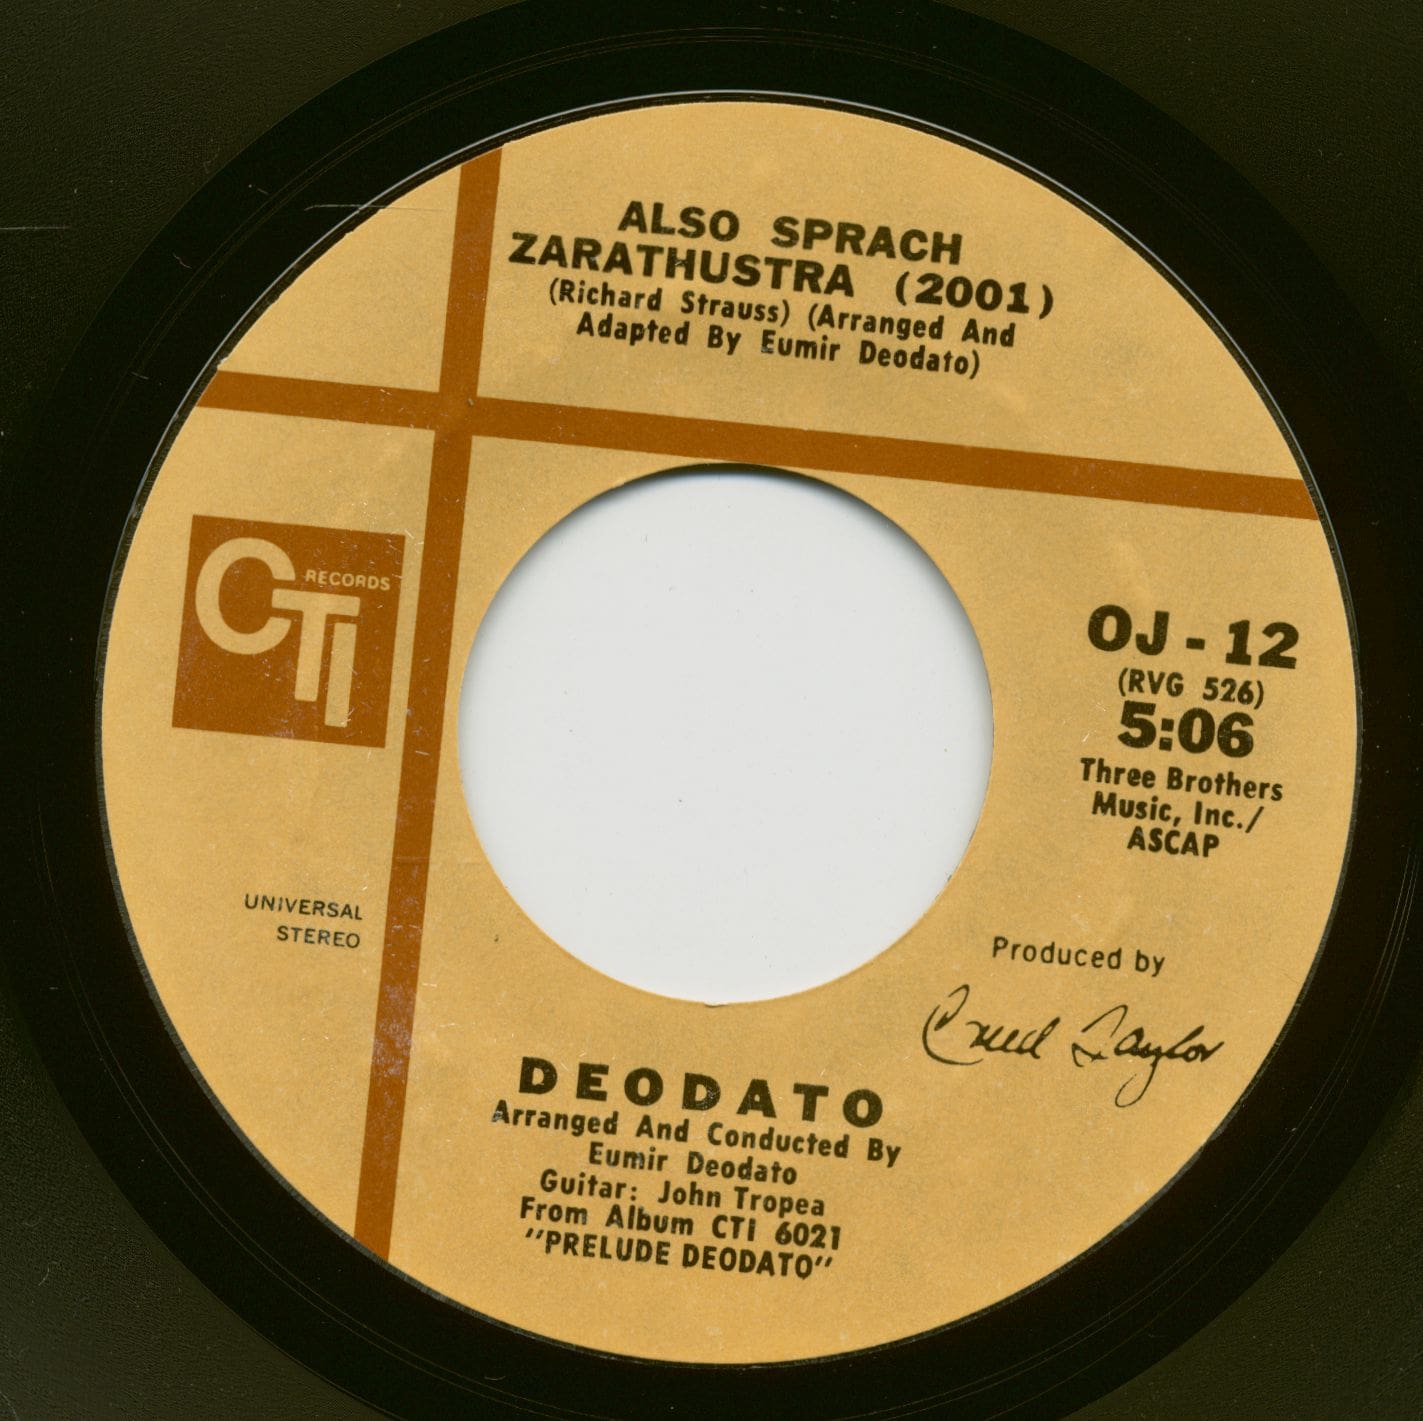 ALSO SPRACH
ZARATHUSTRA (2001)
(Richard Strauss) (Arranged And
Adapted By Eumir Deodato)
CTI RECORDS
OJ - 12
(RVG 526)
5:06
Three Brothers
Music, Inc./
ASCAP
UNIVERSAL
STEREO
Produced by
Creed Taylor
DEODATO
Arranged And Conducted By
Eumir Deodato
Guitar: John Tropea
From Album CTI 6021
"PRELUDE DEODATO"